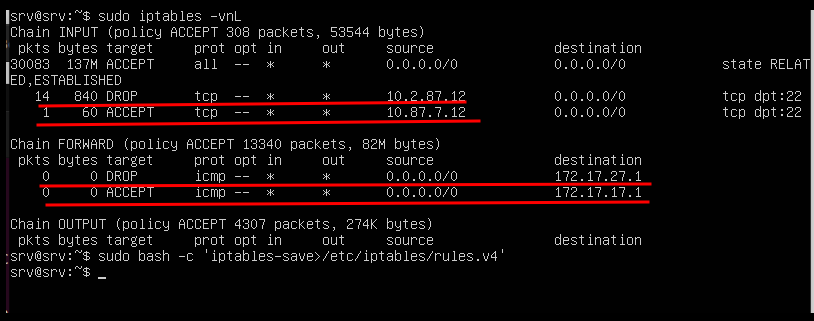 srv@srv:~$ sudo iptables -vnL
Chain INPUT (policy ACCEPT 308 packets, 53544 bytes)
pkts bytes target prot opt in out source destination
30083 137M ACCEPT all -- * * 0.0.0.0/0 0.0.0.0/0 state RELAT
ED,ESTABLISHED
14 840 DROP tcp -- * * 10.2.87.12 0.0.0.0/0 tcp dpt:22
1 60 ACCEPT tcp -- * * 10.87.7.12 0.0.0.0/0 tcp dpt:22
Chain FORWARD (policy ACCEPT 13340 packets, 82M bytes)
pkts bytes target prot opt in out source destination
0 0 DROP icmp -- * * 0.0.0.0/0 172.17.27.1
0 0 ACCEPT icmp -- * * 0.0.0.0/0 172.17.17.1
Chain OUTPUT (policy ACCEPT 4307 packets, 274K bytes)
pkts bytes target prot opt in out source destination
srv@srv:~$ sudo bash -c 'iptables-save>/etc/iptables/rules.v4'
srv@srv:~$ _